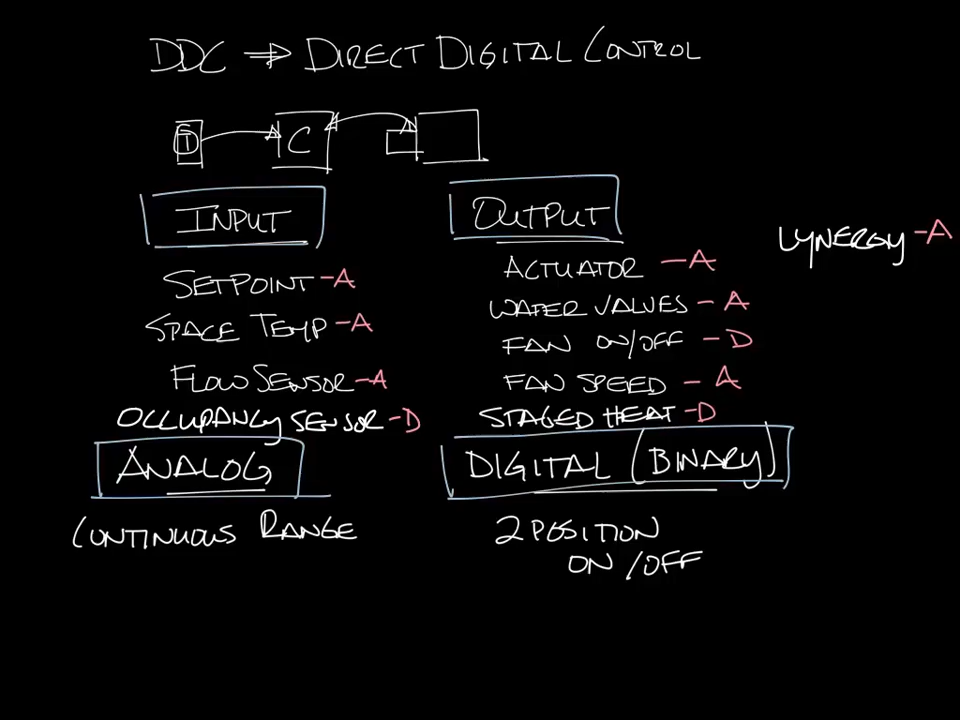 DDC ⇒ DIRECT DIGITAL CONTROL
T C
INPUT
OUTPUT
LYNERGY -A
SETPOINT -A
ACTUATOR -A
SPACE TEMP -A
WATER VALVES - A
FAN ON/OFF - D
FLOW SENSOR -A
FAN SPEED - A
OCCUPANCY SENSOR -D
STAGED HEAT -D
ANALOG
DIGITAL (BINARY)
CONTINUOUS RANGE
2 POSITION
ON/OFF